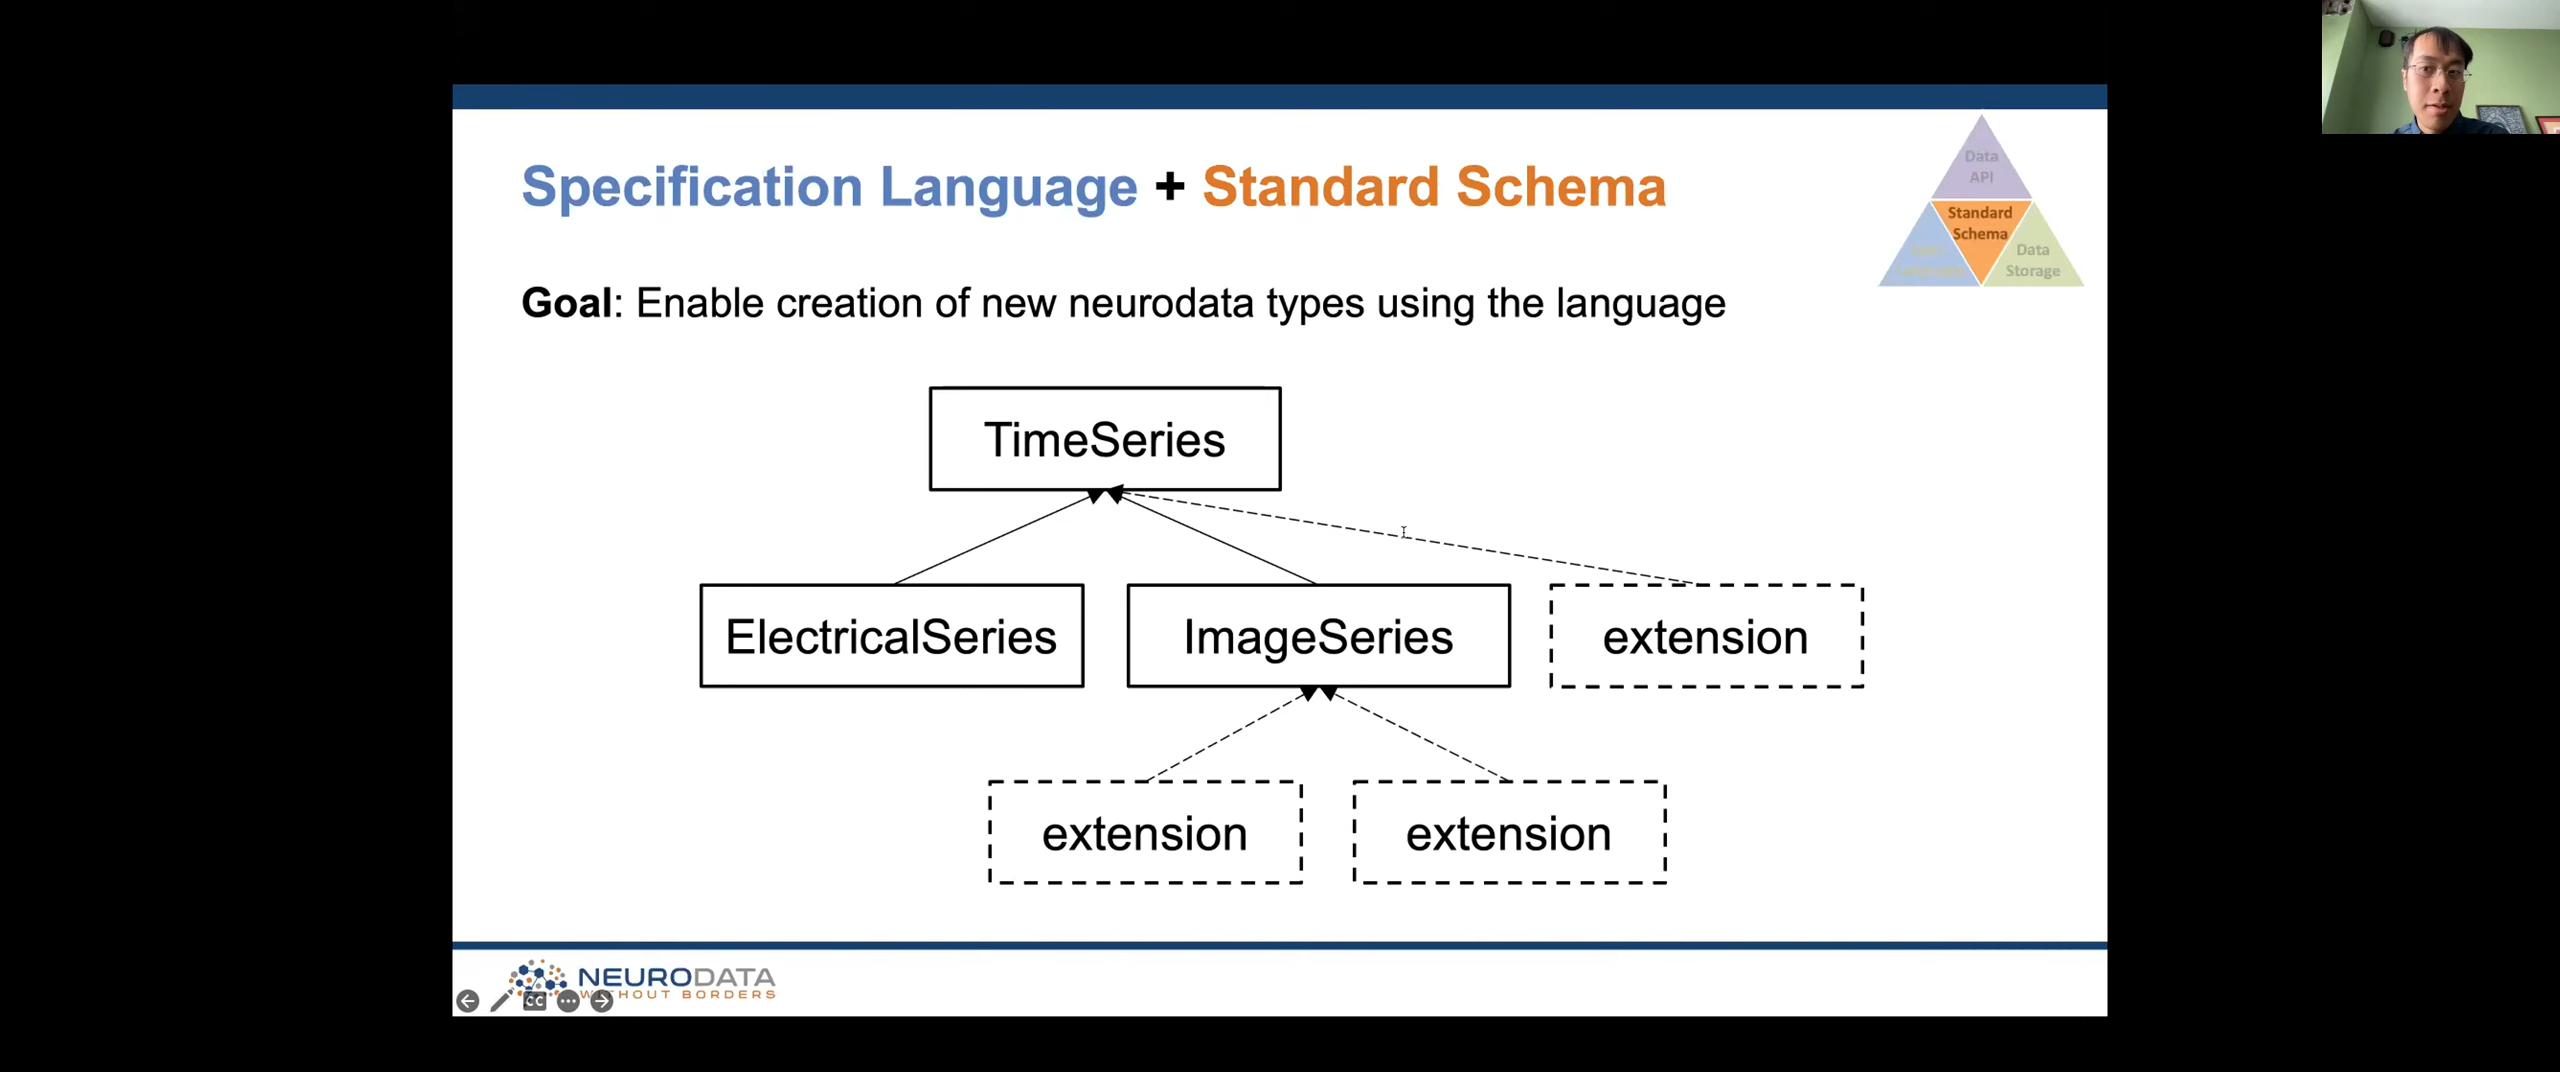 Specification Language + Standard Schema
Data
API
Standard
Schema
Data
Storage
Goal: Enable creation of new neurodata types using the language
TimeSeries
ElectricalSeries
ImageSeries
extension
extension
extension
NEURODATA
WITHOUT BORDERS
CC